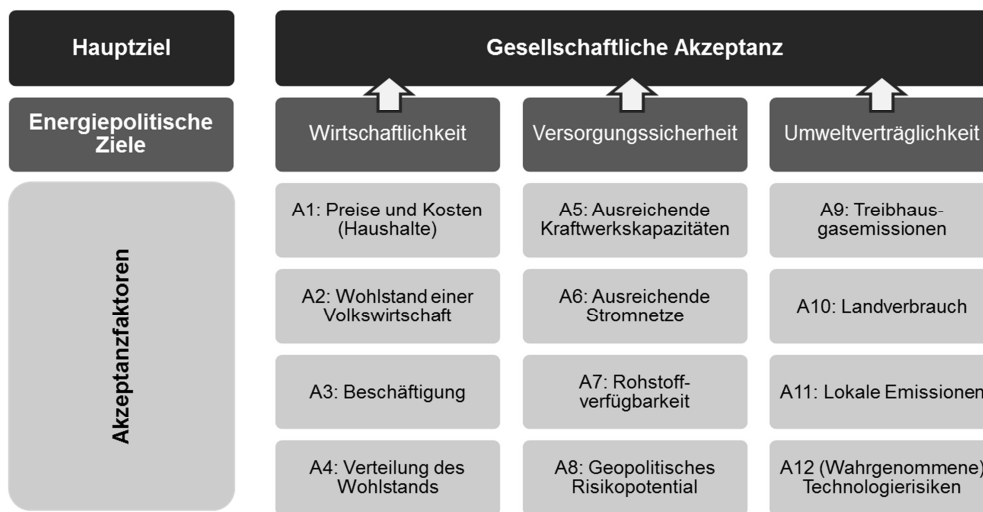 Hauptziel
Gesellschaftliche Akzeptanz
Energiepolitische
Ziele
Wirtschaftlichkeit
Versorgungssicherheit
Umweltverträglichkeit
Akzeptanzfaktoren
A1: Preise und Kosten
(Haushalte)
A5: Ausreichende
Kraftwerkskapazitäten
A9: Treibhaus-
gasemissionen
A2: Wohlstand einer
Volkswirtschaft
A6: Ausreichende
Stromnetze
A10: Landverbrauch
A3: Beschäftigung
A7: Rohstoff-
verfügbarkeit
A11: Lokale Emissionen
A4: Verteilung des
Wohlstands
A8: Geopolitisches
Risikopotential
A12 (Wahrgenommene)
Technologierisiken